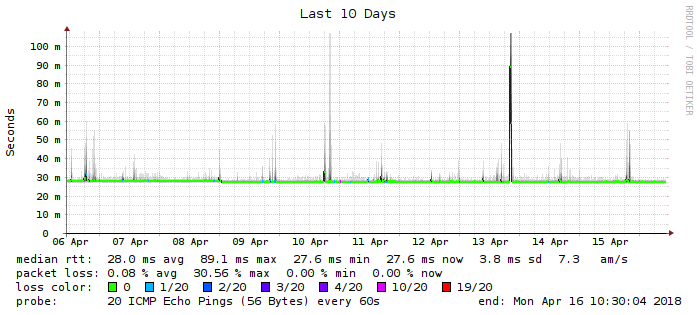 Last 10 Days
RRDTOOL / TOBI OETIKER
Seconds
100 m
90 m
80 m
70 m
60 m
50 m
40 m
30 m
20 m
10 m
0
06 Apr 07 Apr 08 Apr 09 Apr 10 Apr 11 Apr 12 Apr 13 Apr 14 Apr 15 Apr
median rtt: 28.0 ms avg 89.1 ms max 27.6 ms min 27.6 ms now 3.8 ms sd 7.3 am/s
packet loss: 0.08 % avg 30.56 % max 0.00 % min 0.00 % now
loss color: 0 1/20 2/20 3/20 4/20 10/20 19/20
probe: 20 ICMP Echo Pings (56 Bytes) every 60s end: Mon Apr 16 10:30:04 2018